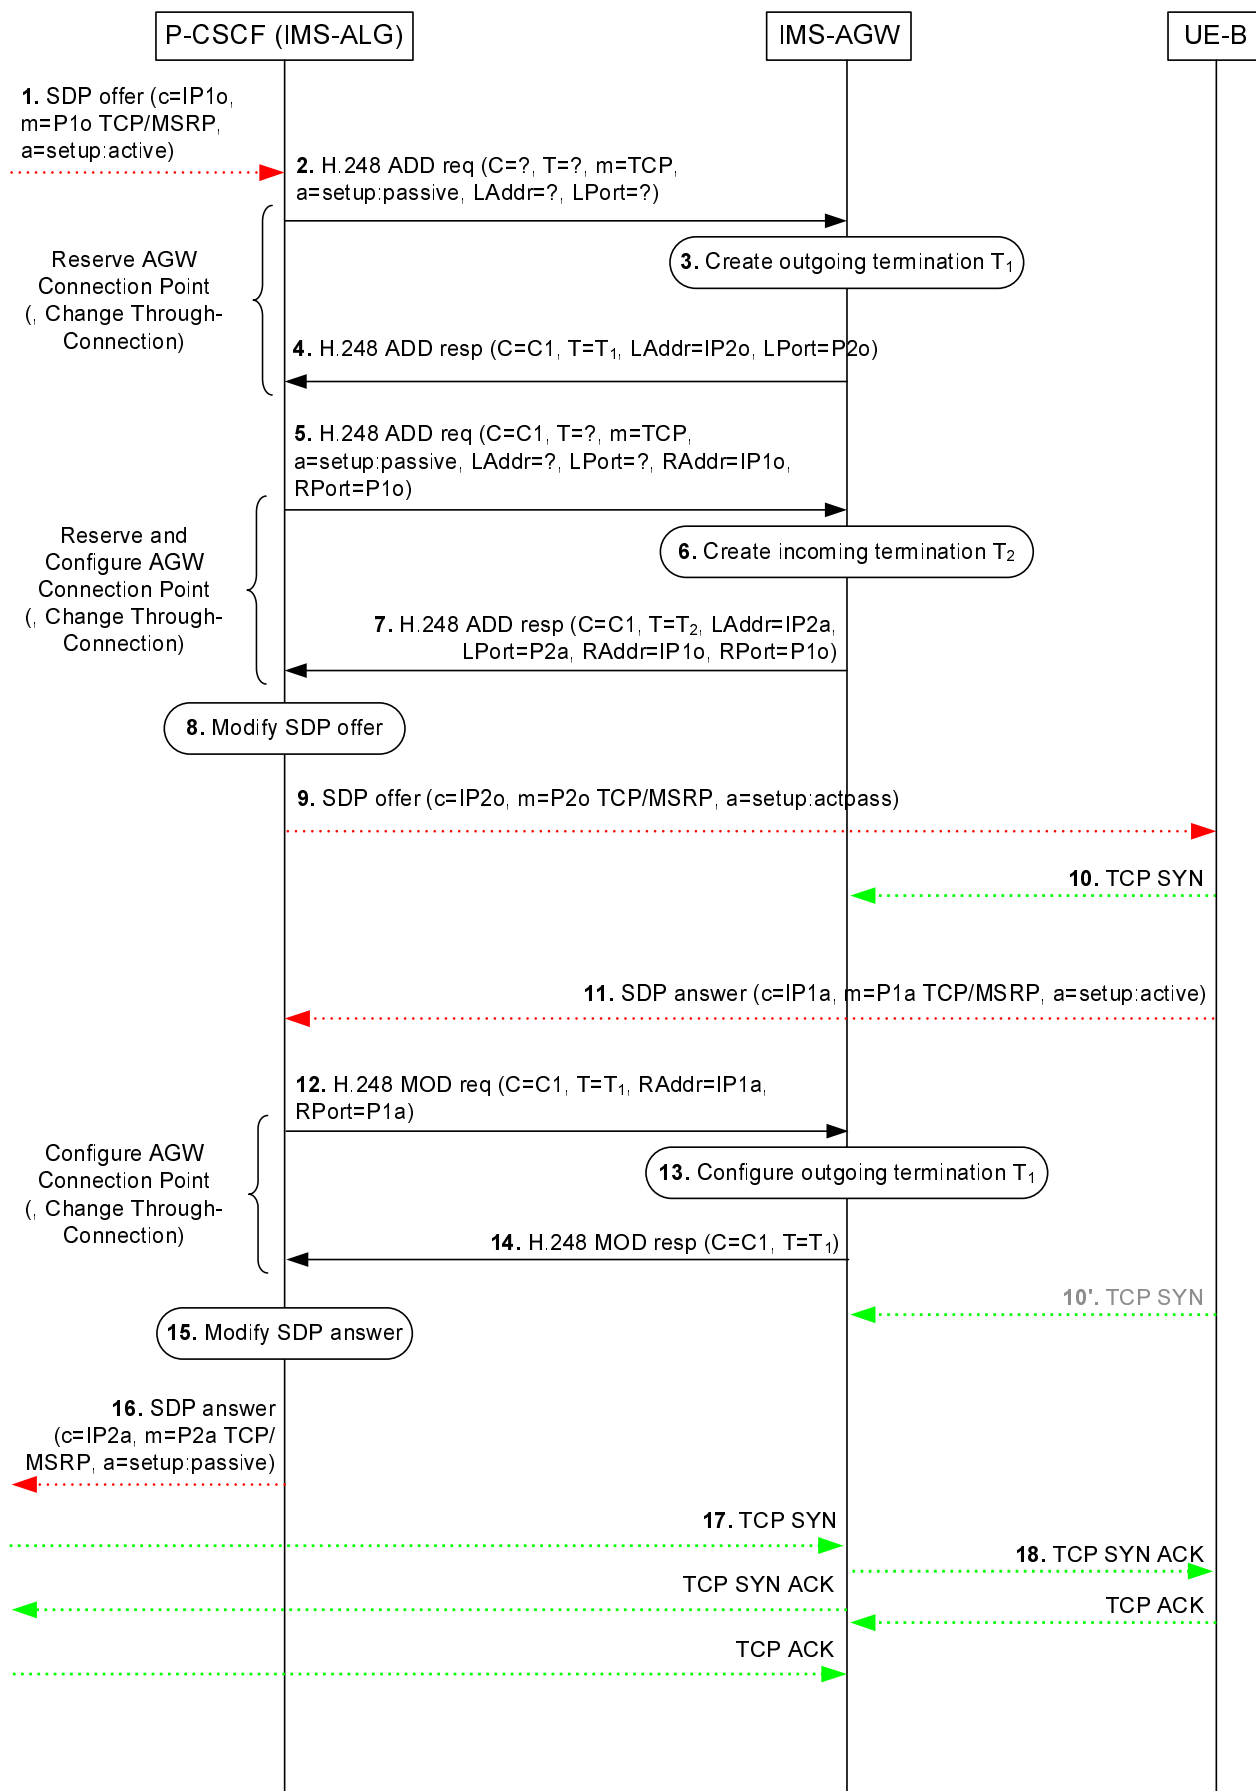 P-CSCF (IMS-ALG)
IMS-AGW
UE-B
1. SDP offer (c=IP1o,
m=P1o TCP/MSRP,
a=setup:active)
2. H.248 ADD req (C=?, T=?, m=TCP,
a=setup:passive, LAddr=?, LPort=?)
Reserve AGW
Connection Point
(, Change Through-
Connection)
3. Create outgoing termination T1
4. H.248 ADD resp (C=C1, T=T1, LAddr=IP2o, LPort=P2o)
5. H.248 ADD req (C=C1, T=?, m=TCP,
a=setup:passive, LAddr=?, LPort=?, RAddr=IP1o,
RPort=P1o)
Reserve and
Configure AGW
Connection Point
(, Change Through-
Connection)
6. Create incoming termination T2
7. H.248 ADD resp (C=C1, T=T2, LAddr=IP2a,
LPort=P2a, RAddr=IP1o, RPort=P1o)
8. Modify SDP offer
9. SDP offer (c=IP2o, m=P2o TCP/MSRP, a=setup:actpass)
10. TCP SYN
11. SDP answer (c=IP1a, m=P1a TCP/MSRP, a=setup:active)
12. H.248 MOD req (C=C1, T=T1, RAddr=IP1a,
RPort=P1a)
Configure AGW
Connection Point
(, Change Through-
Connection)
13. Configure outgoing termination T1
14. H.248 MOD resp (C=C1, T=T1)
10'. TCP SYN
15. Modify SDP answer
16. SDP answer
(c=IP2a, m=P2a TCP/
MSRP, a=setup:passive)
17. TCP SYN
18. TCP SYN ACK
TCP SYN ACK
TCP ACK
TCP ACK